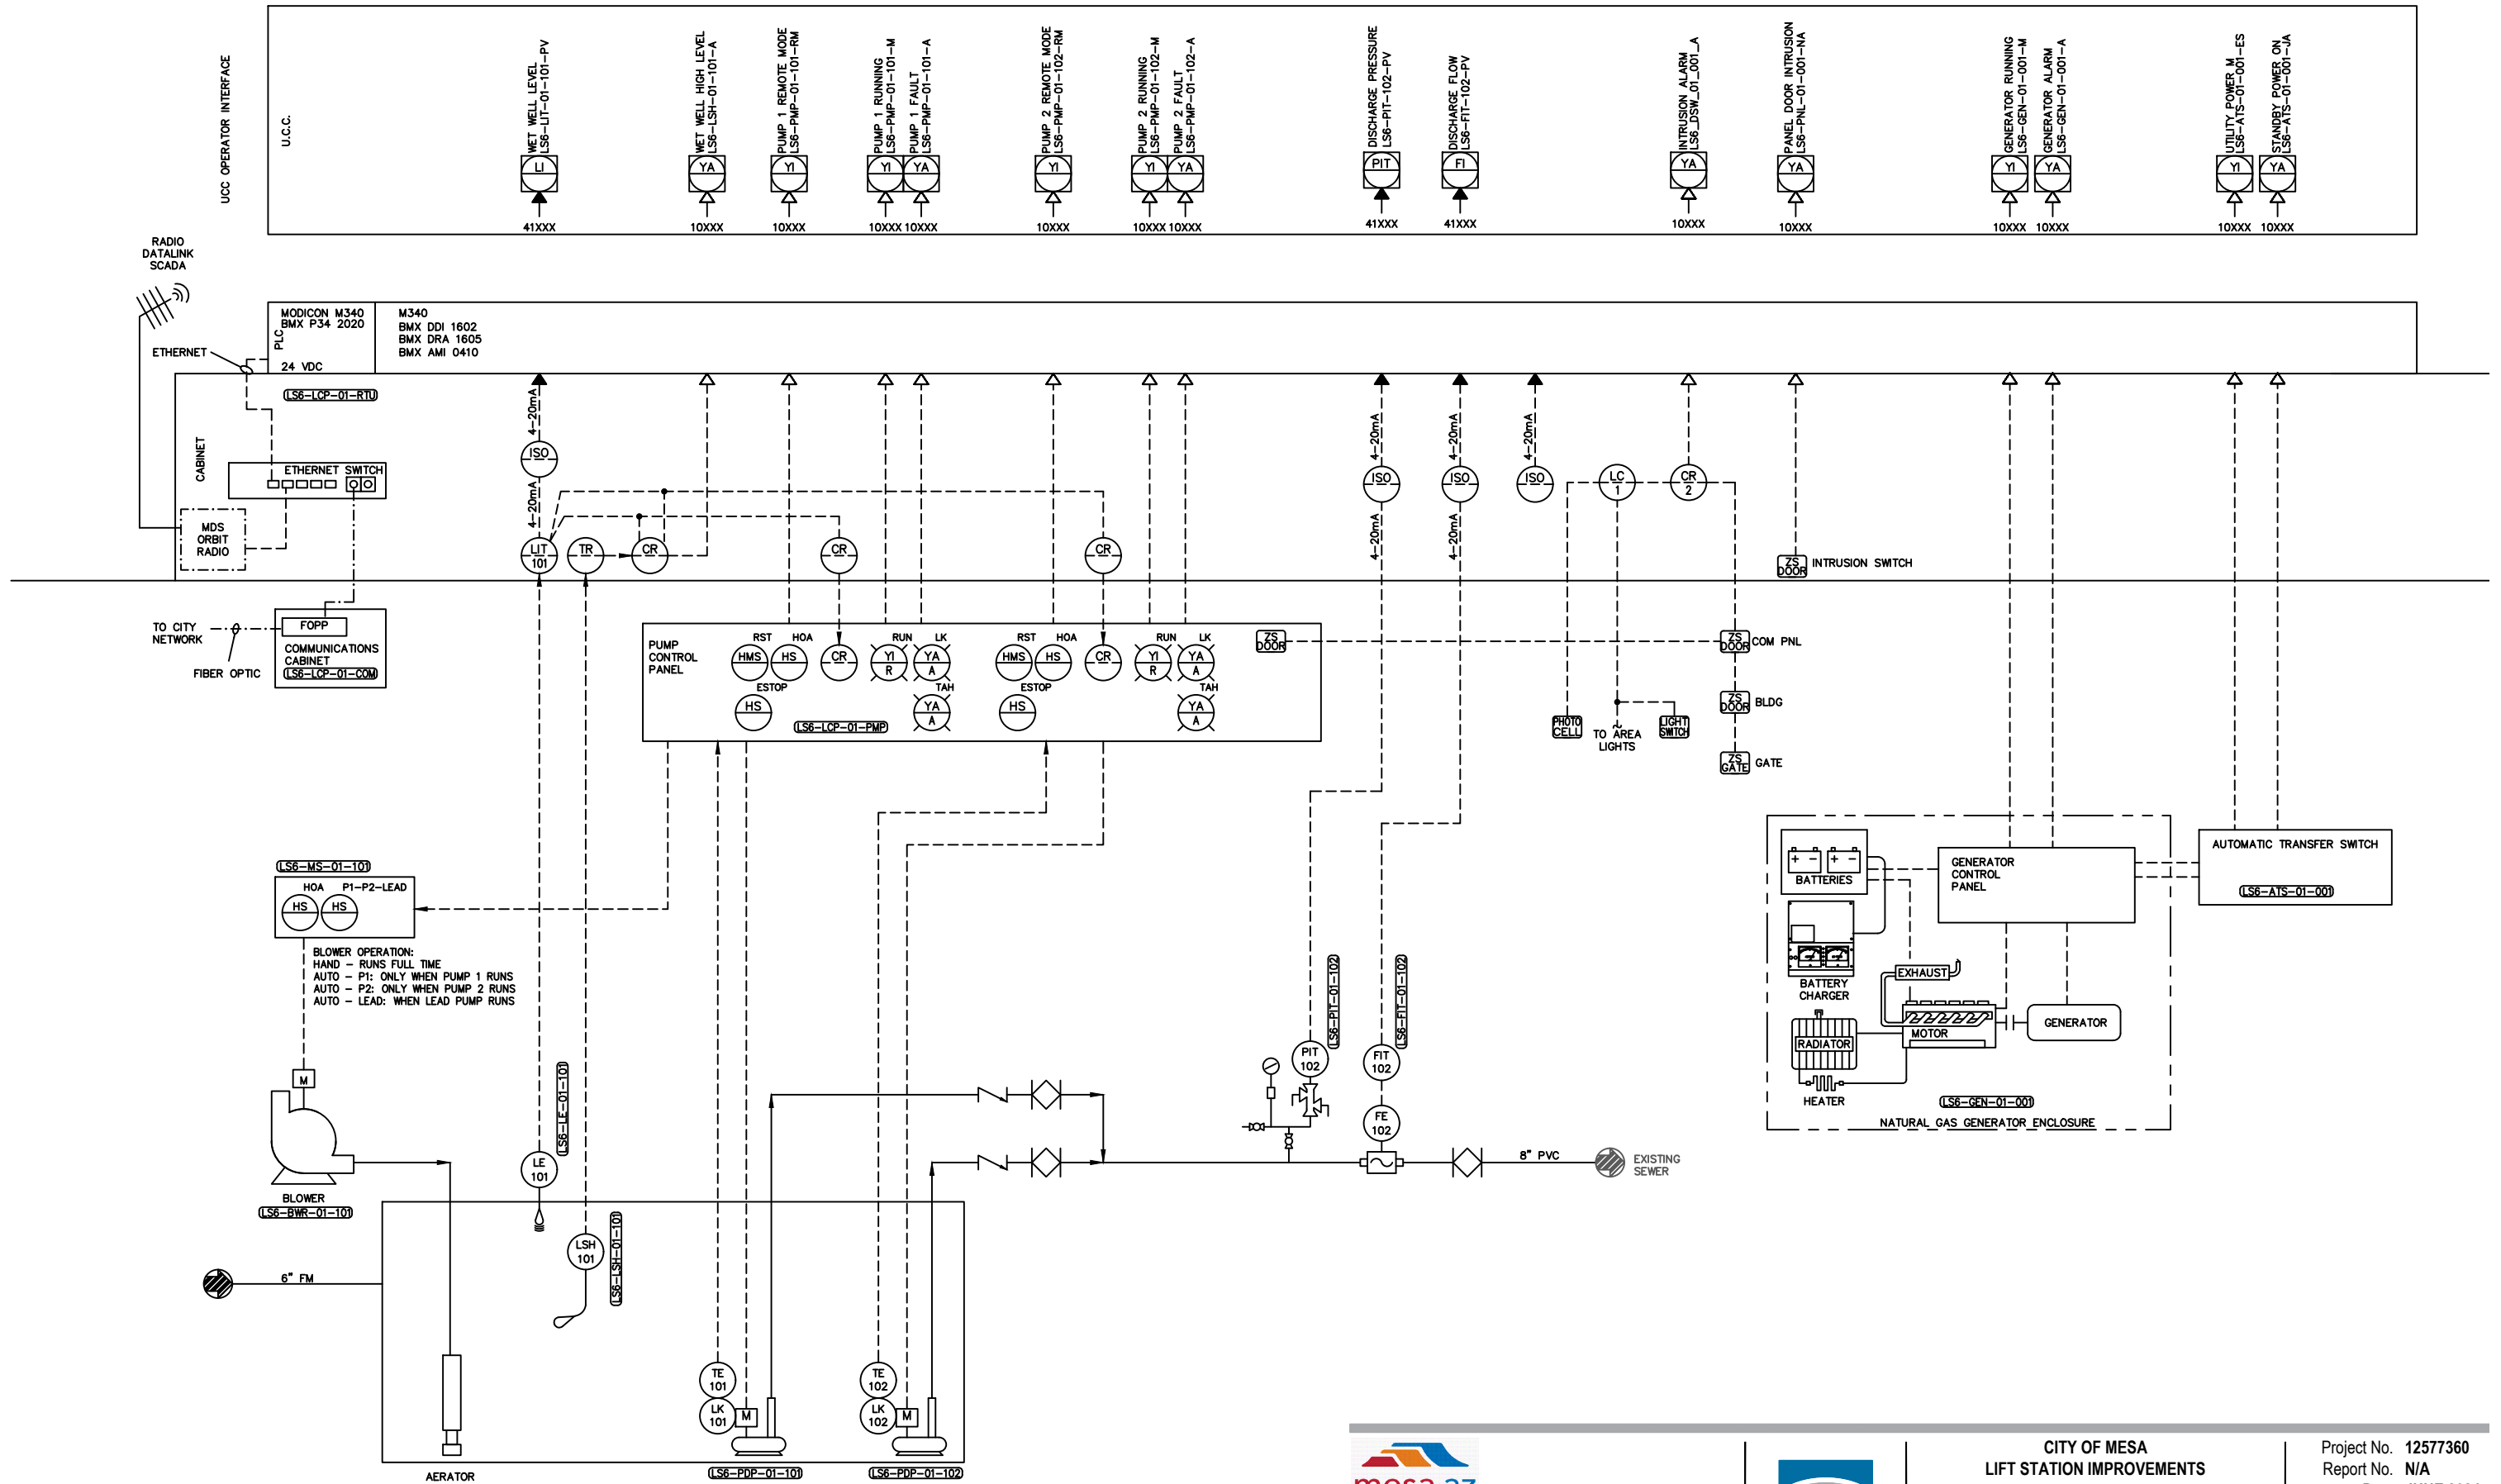 UCC OPERATOR INTERFACE
U.C.C.
WET WELL LEVEL
LS6-LIT-01-101-PV
LI
41XXX
WET WELL HIGH LEVEL
LS6-LSH-01-101-A
YA
10XXX
PUMP 1 REMOTE MODE
LS6-PMP-01-101-RM
YI
10XXX
PUMP 1 RUNNING
LS6-PMP-01-101-M
YI
10XXX
PUMP 1 FAULT
LS6-PMP-01-101-A
YA
10XXX
PUMP 2 REMOTE MODE
LS6-PMP-01-102-RM
YI
10XXX
PUMP 2 RUNNING
LS6-PMP-01-102-M
YI
10XXX
PUMP 2 FAULT
LS6-PMP-01-102-A
YA
10XXX
DISCHARGE PRESSURE
LS6-PIT-102-PV
PIT
41XXX
DISCHARGE FLOW
LS6-FIT-102-PV
FI
41XXX
INTRUSION ALARM
LS6_DSW_01_001_A
YA
10XXX
PANEL DOOR INTRUSION
LS6-PNL-01-001-NA
YA
10XXX
GENERATOR RUNNING
LS6-GEN-01-001-M
YI
10XXX
GENERATOR ALARM
LS6-GEN-01-001-A
YA
10XXX
UTILITY POWER M
LS6-ATS-01-001-ES
YI
10XXX
STANDBY POWER ON
LS6-ATS-01-001-JA
YA
10XXX
RADIO
DATALINK
SCADA
ETHERNET
MODICON M340
BMX P34 2020
PLC
24 VDC
M340
BMX DDI 1602
BMX DRA 1605
BMX AMI 0410
LS6-LCP-01-RTU
CABINET
ETHERNET SWITCH
MDS
ORBIT
RADIO
4-20mA
ISO
4-20mA
LIT
101
TR
CR
CR
CR
4-20mA
ISO
4-20mA
4-20mA
ISO
4-20mA
4-20mA
ISO
LC
1
CR
2
ZS
DOOR
INTRUSION SWITCH
TO CITY
NETWORK
FIBER OPTIC
FOPP
COMMUNICATIONS
CABINET
LS6-LCP-01-COM
PUMP
CONTROL
PANEL
RST
HOA
HMS
HS
CR
RUN
LK
YI
R
YA
A
ESTOP
HS
TAH
YA
A
LS6-LCP-01-PMP
RST
HOA
HMS
HS
CR
RUN
LK
YI
R
YA
A
ESTOP
HS
TAH
YA
A
ZS
DOOR
ZS
DOOR
COM PNL
ZS
DOOR
BLDG
ZS
GATE
GATE
PHOTO
CELL
TO AREA
LIGHTS
LIGHT
SWITCH
LS6-MS-01-101
HOA
P1-P2-LEAD
HS
HS
BLOWER OPERATION:
HAND - RUNS FULL TIME
AUTO - P1: ONLY WHEN PUMP 1 RUNS
AUTO - P2: ONLY WHEN PUMP 2 RUNS
AUTO - LEAD: WHEN LEAD PUMP RUNS
M
BLOWER
LS6-BWR-01-101
LS6-LE-01-101
LE
101
LSH
101
LS6-LSH-01-101
6" FM
AERATOR
TE
101
LK
101
M
LS6-PDP-01-101
TE
102
LK
102
M
LS6-PDP-01-102
LS6-PIT-01-102
PIT
102
LS6-FIT-01-102
FIT
102
FE
102
8" PVC
EXISTING
SEWER
BATTERIES
+ - + -
BATTERY
CHARGER
GENERATOR
CONTROL
PANEL
EXHAUST
MOTOR
RADIATOR
HEATER
GENERATOR
LS6-GEN-01-001
NATURAL GAS GENERATOR ENCLOSURE
AUTOMATIC TRANSFER SWITCH
LS6-ATS-01-001
CITY OF MESA
LIFT STATION IMPROVEMENTS
Project No. 12577360
Report No. N/A